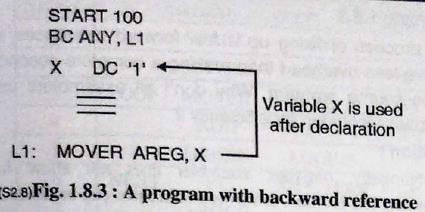 START 100
BC ANY, L1
X DC '1'
Variable X is used
after declaration
L1: MOVER AREG, X
(S2.8)Fig. 1.8.3 : A program with backward reference